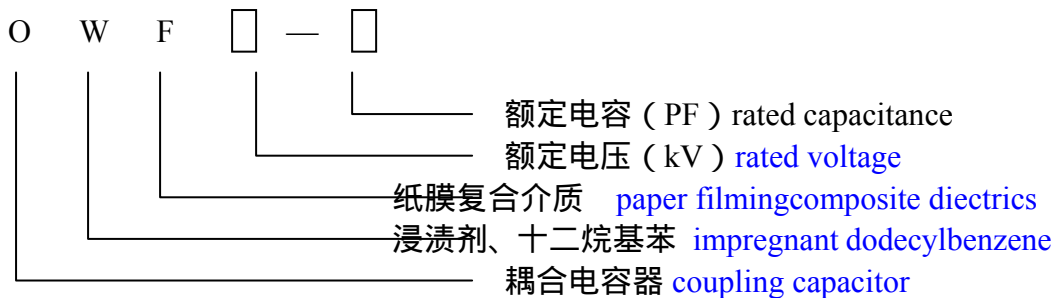 O W F □ — □
额定电容（PF）rated capacitance
额定电压（kV）rated voltage
纸膜复合介质 paper filmingcomposite diectrics
浸渍剂、十二烷基苯 impregnant dodecylbenzene
耦合电容器 coupling capacitor